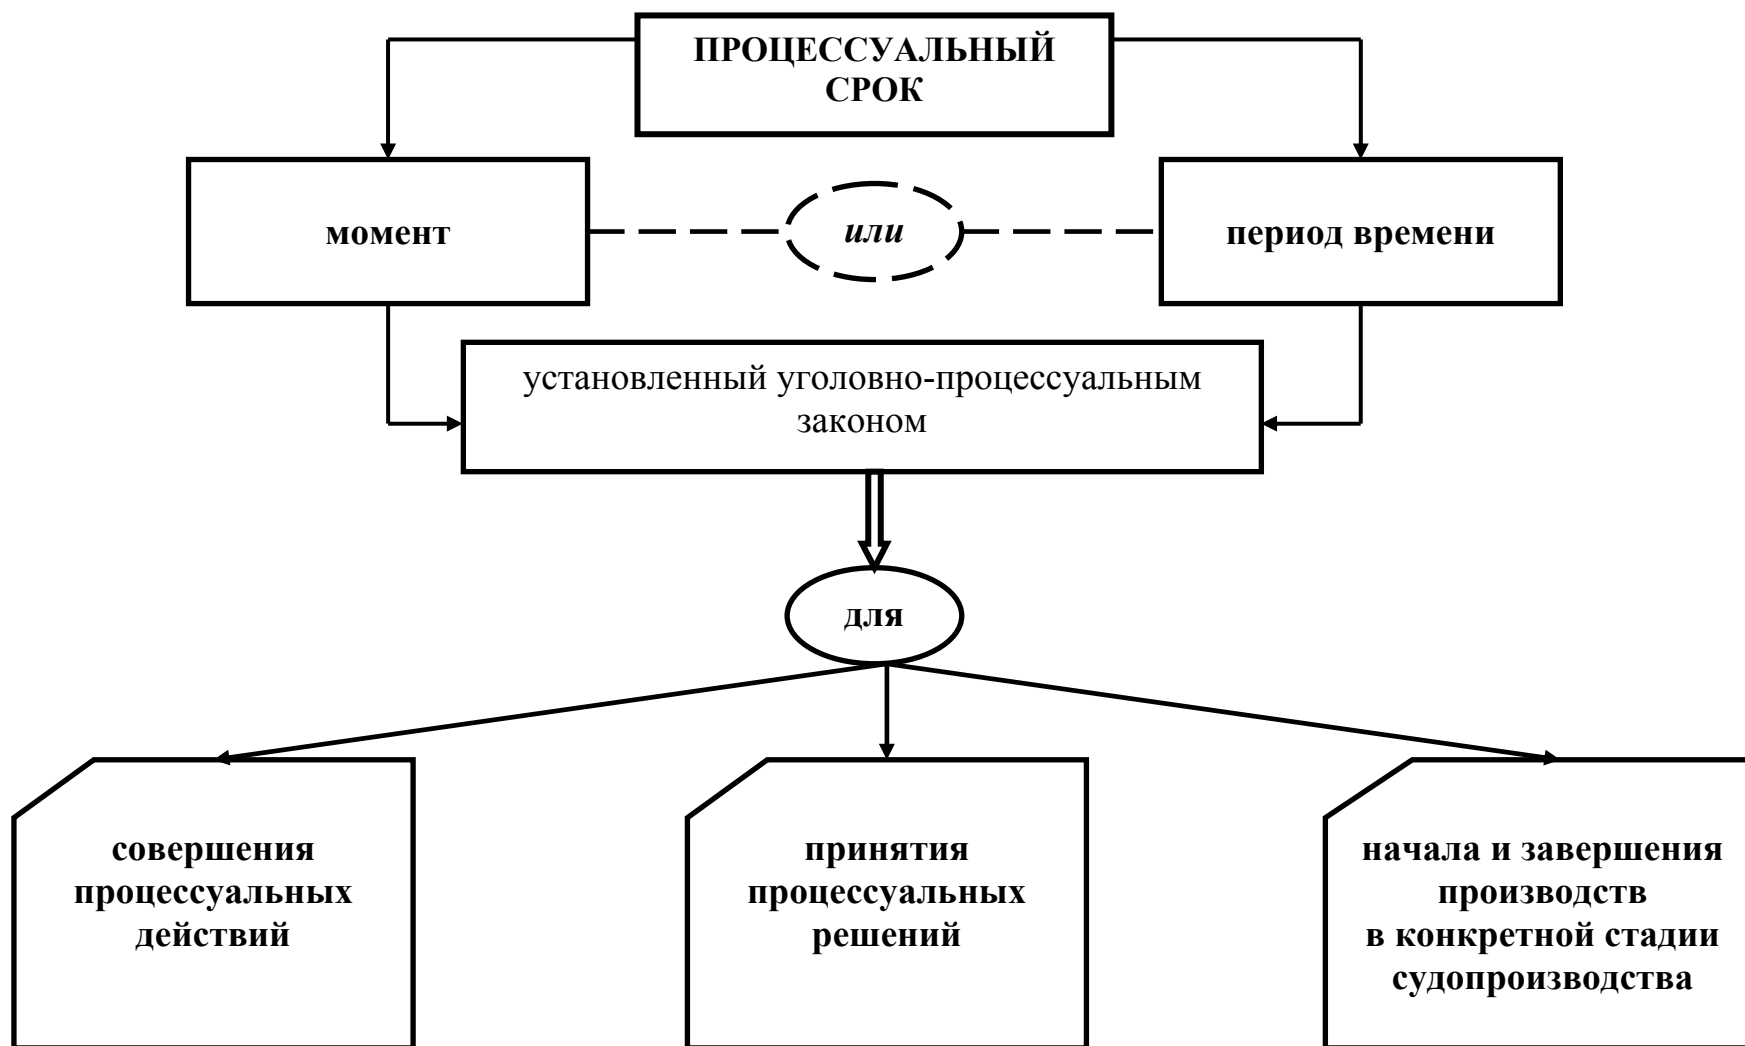 ПРОЦЕССУАЛЬНЫЙ
СРОК
момент
или
период времени
установленный уголовно-процессуальным
законом
для
совершения
процессуальных
действий
принятия
процессуальных
решений
начала и завершения
производств
в конкретной стадии
судопроизводства